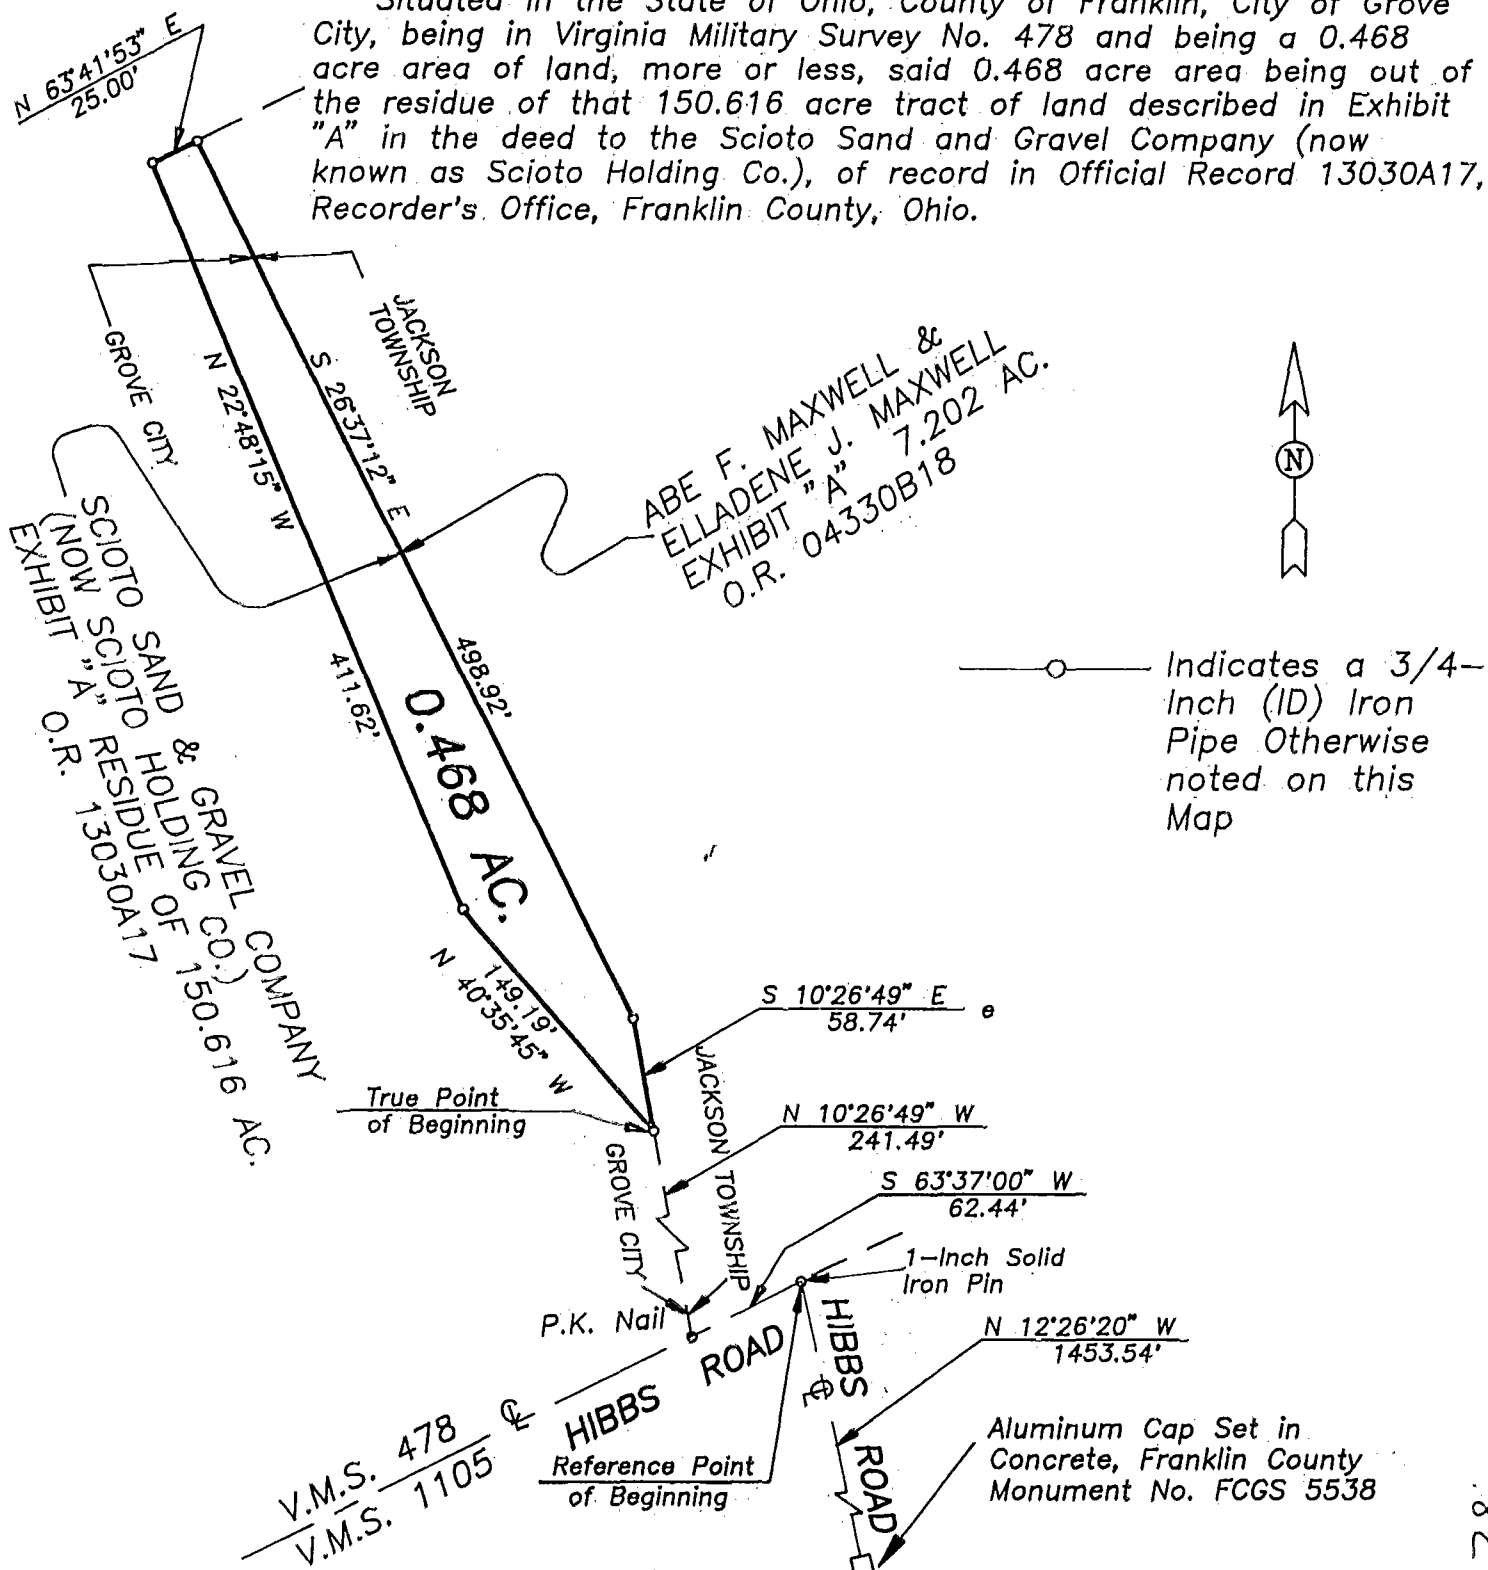 Situated in the State of Ohio, County of Franklin, City of Grove
City, being in Virginia Military Survey No. 478 and being a 0.468
acre area of land, more or less, said 0.468 acre area being out of
the residue of that 150.616 acre tract of land described in Exhibit
"A" in the deed to the Scioto Sand and Gravel Company (now
known as Scioto Holding Co.), of record in Official Record 13030A17,
Recorder's Office, Franklin County, Ohio.
N 63°41'53" E
25.00'
JACKSON
TOWNSHIP
GROVE CITY
N 22°48'15" W
411.62'
S 26°37'12" E
498.92'
ABE F. MAXWELL &
ELLADENE J. MAXWELL
EXHIBIT "A" 7.202 AC.
O.R. 04330B18
N
SCIOTO SAND & GRAVEL COMPANY
(NOW SCIOTO HOLDING CO.)
EXHIBIT "A" RESIDUE OF 150.616 AC.
O.R. 13030A17
0.468 AC.
Indicates a 3/4-
Inch (ID) Iron
Pipe Otherwise
noted on this
Map
149.19'
N 40°35'45" W
S 10°26'49" E
58.74'
e
True Point
of Beginning
JACKSON TOWNSHIP
GROVE CITY
N 10°26'49" W
241.49'
S 63°37'00" W
62.44'
1-Inch Solid
Iron Pin
P.K. Nail
HIBBS ROAD
HIBBS ROAD
N 12°26'20" W
1453.54'
V.M.S. 478
V.M.S. 1105
Reference Point
of Beginning
Aluminum Cap Set in
Concrete, Franklin County
Monument No. FCGS 5538